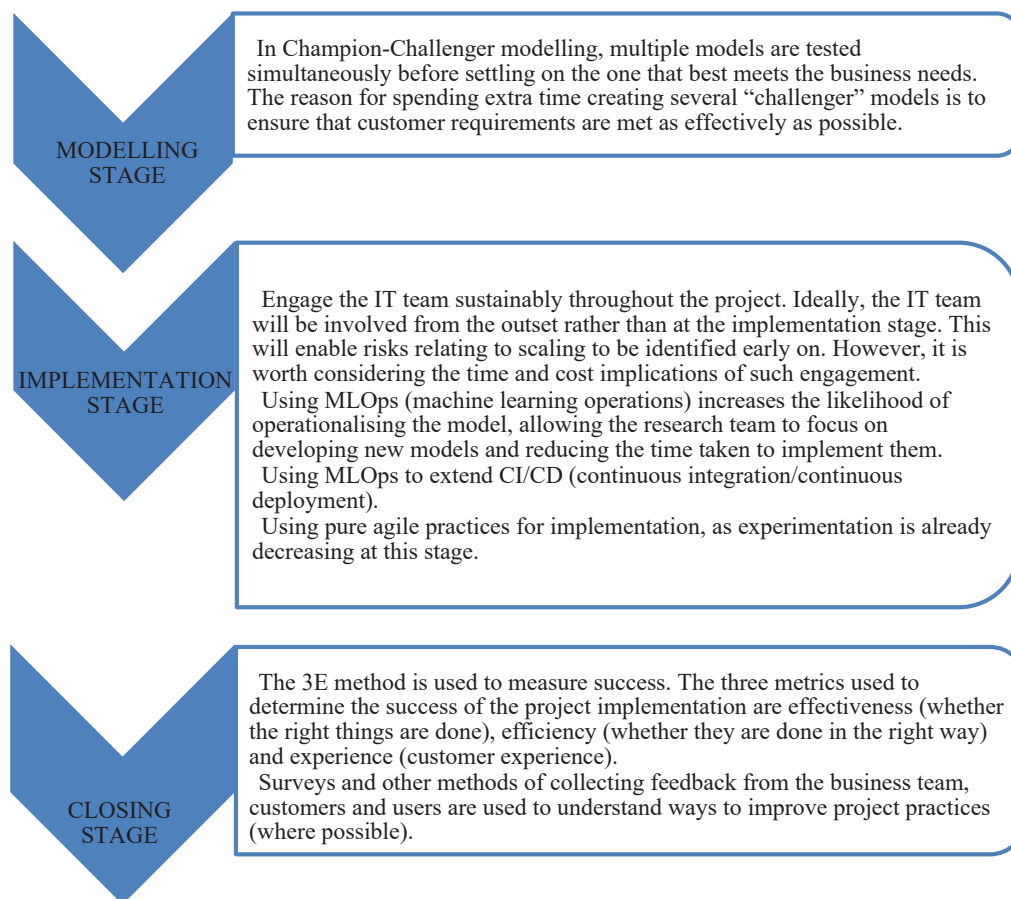 In Champion-Challenger modelling, multiple models are tested
simultaneously before settling on the one that best meets the business needs.
The reason for spending extra time creating several “challenger” models is to
ensure that customer requirements are met as effectively as possible.
MODELLING
STAGE
Engage the IT team sustainably throughout the project. Ideally, the IT team
will be involved from the outset rather than at the implementation stage. This
will enable risks relating to scaling to be identified early on. However, it is
worth considering the time and cost implications of such engagement.
Using MLOps (machine learning operations) increases the likelihood of
operationalising the model, allowing the research team to focus on
developing new models and reducing the time taken to implement them.
Using MLOps to extend CI/CD (continuous integration/continuous
deployment).
Using pure agile practices for implementation, as experimentation is already
decreasing at this stage.
IMPLEMENTATION
STAGE
The 3E method is used to measure success. The three metrics used to
determine the success of the project implementation are effectiveness (whether
the right things are done), efficiency (whether they are done in the right way)
and experience (customer experience).
Surveys and other methods of collecting feedback from the business team,
customers and users are used to understand ways to improve project practices
(where possible).
CLOSING
STAGE